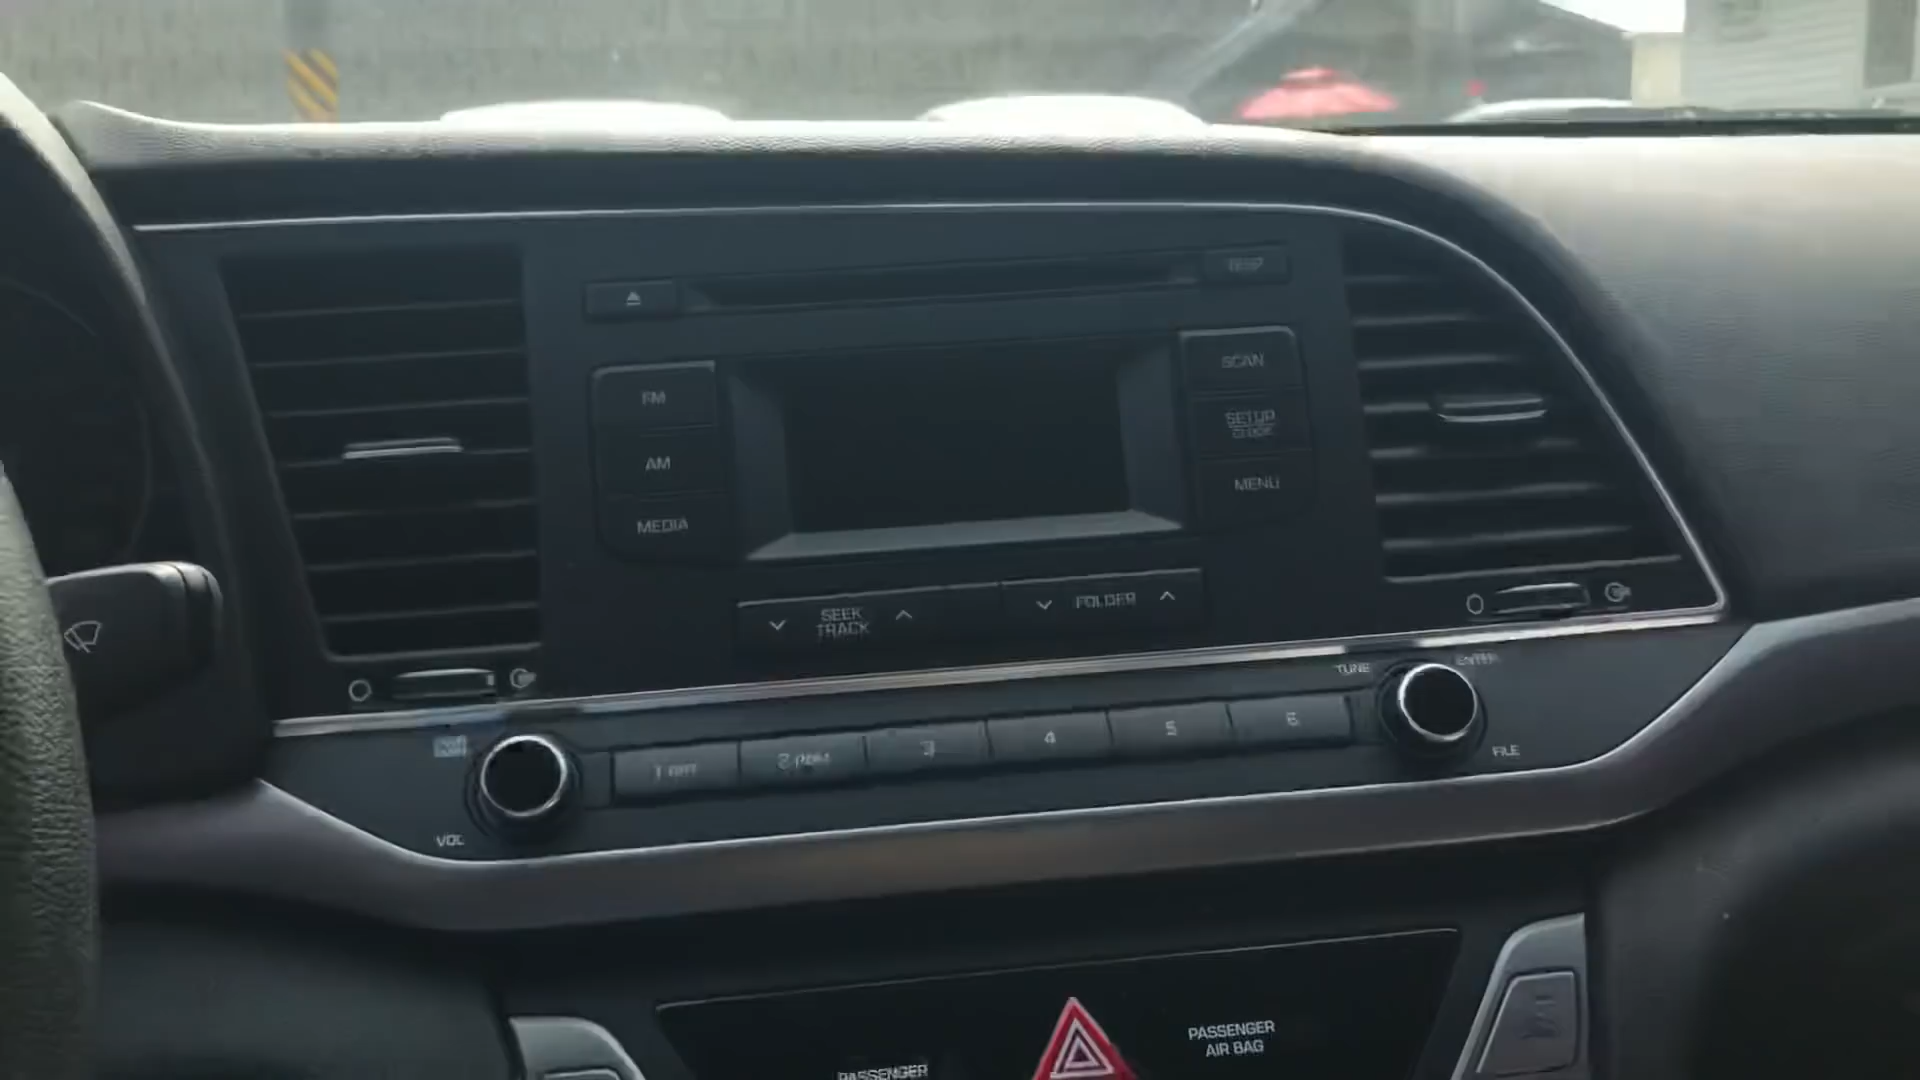 FM
AM
MEDIA
SCAN
SETUP
CLOCK
MENU
SEEK
TRACK
FOLDER
TUNE
ENTER
FILE
VOL
1
2
3
4
5
6
PASSENGER
AIR BAG
PASSENGER